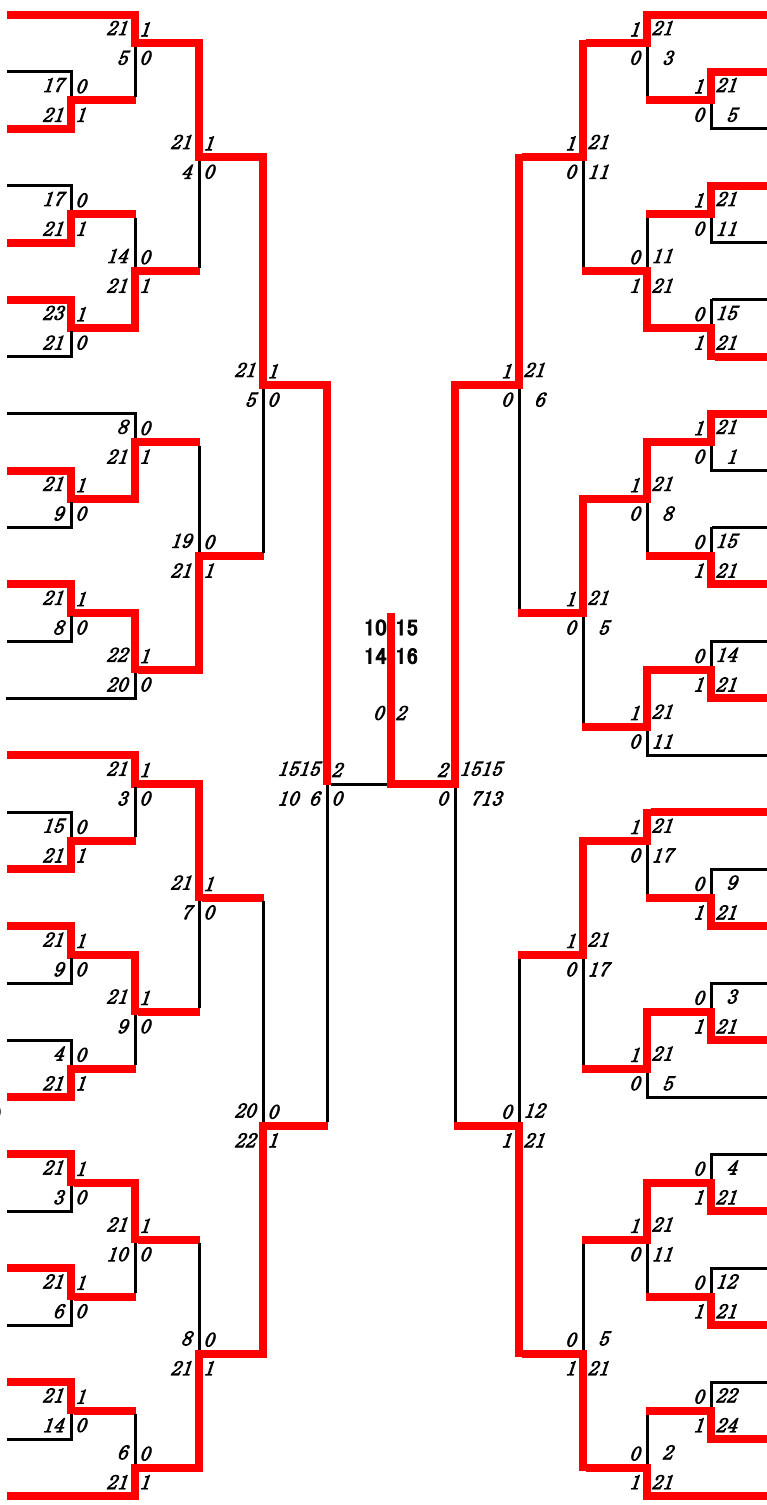 21 1 1 21
5 0 0 3
17 0 1 21
21 1 0 5
21 1 1 21
4 0 0 11
17 0 1 21
21 1 0 11
14 0 0 11
21 1 1 21
23 1 0 15
21 0 1 21
21 1 1 21
5 0 0 6
8 0 1 21
21 1 0 1
21 1 1 21
9 0 0 8
19 0 0 15
21 1 1 21
21 1 1 21
8 0 0 5
10 15
14 16
22 1 0 14
20 0 1 21
0 2 1 21
0 11
21 1 1515 2 2 1515
3 0 10 6 0 0 713
15 0 1 21
21 1 0 17
21 1 0 9
7 0 1 21
21 1 1 21
9 0 0 17
21 1 0 3
9 0 1 21
4 0 1 21
21 1 0 5
20 0 0 12
22 1 1 21
21 1 0 4
3 0 1 21
21 1 1 21
10 0 0 11
21 1 0 12
6 0 1 21
8 0 0 5
21 1 1 21
21 1 0 22
14 0 1 24
6 0 0 2
21 1 1 21